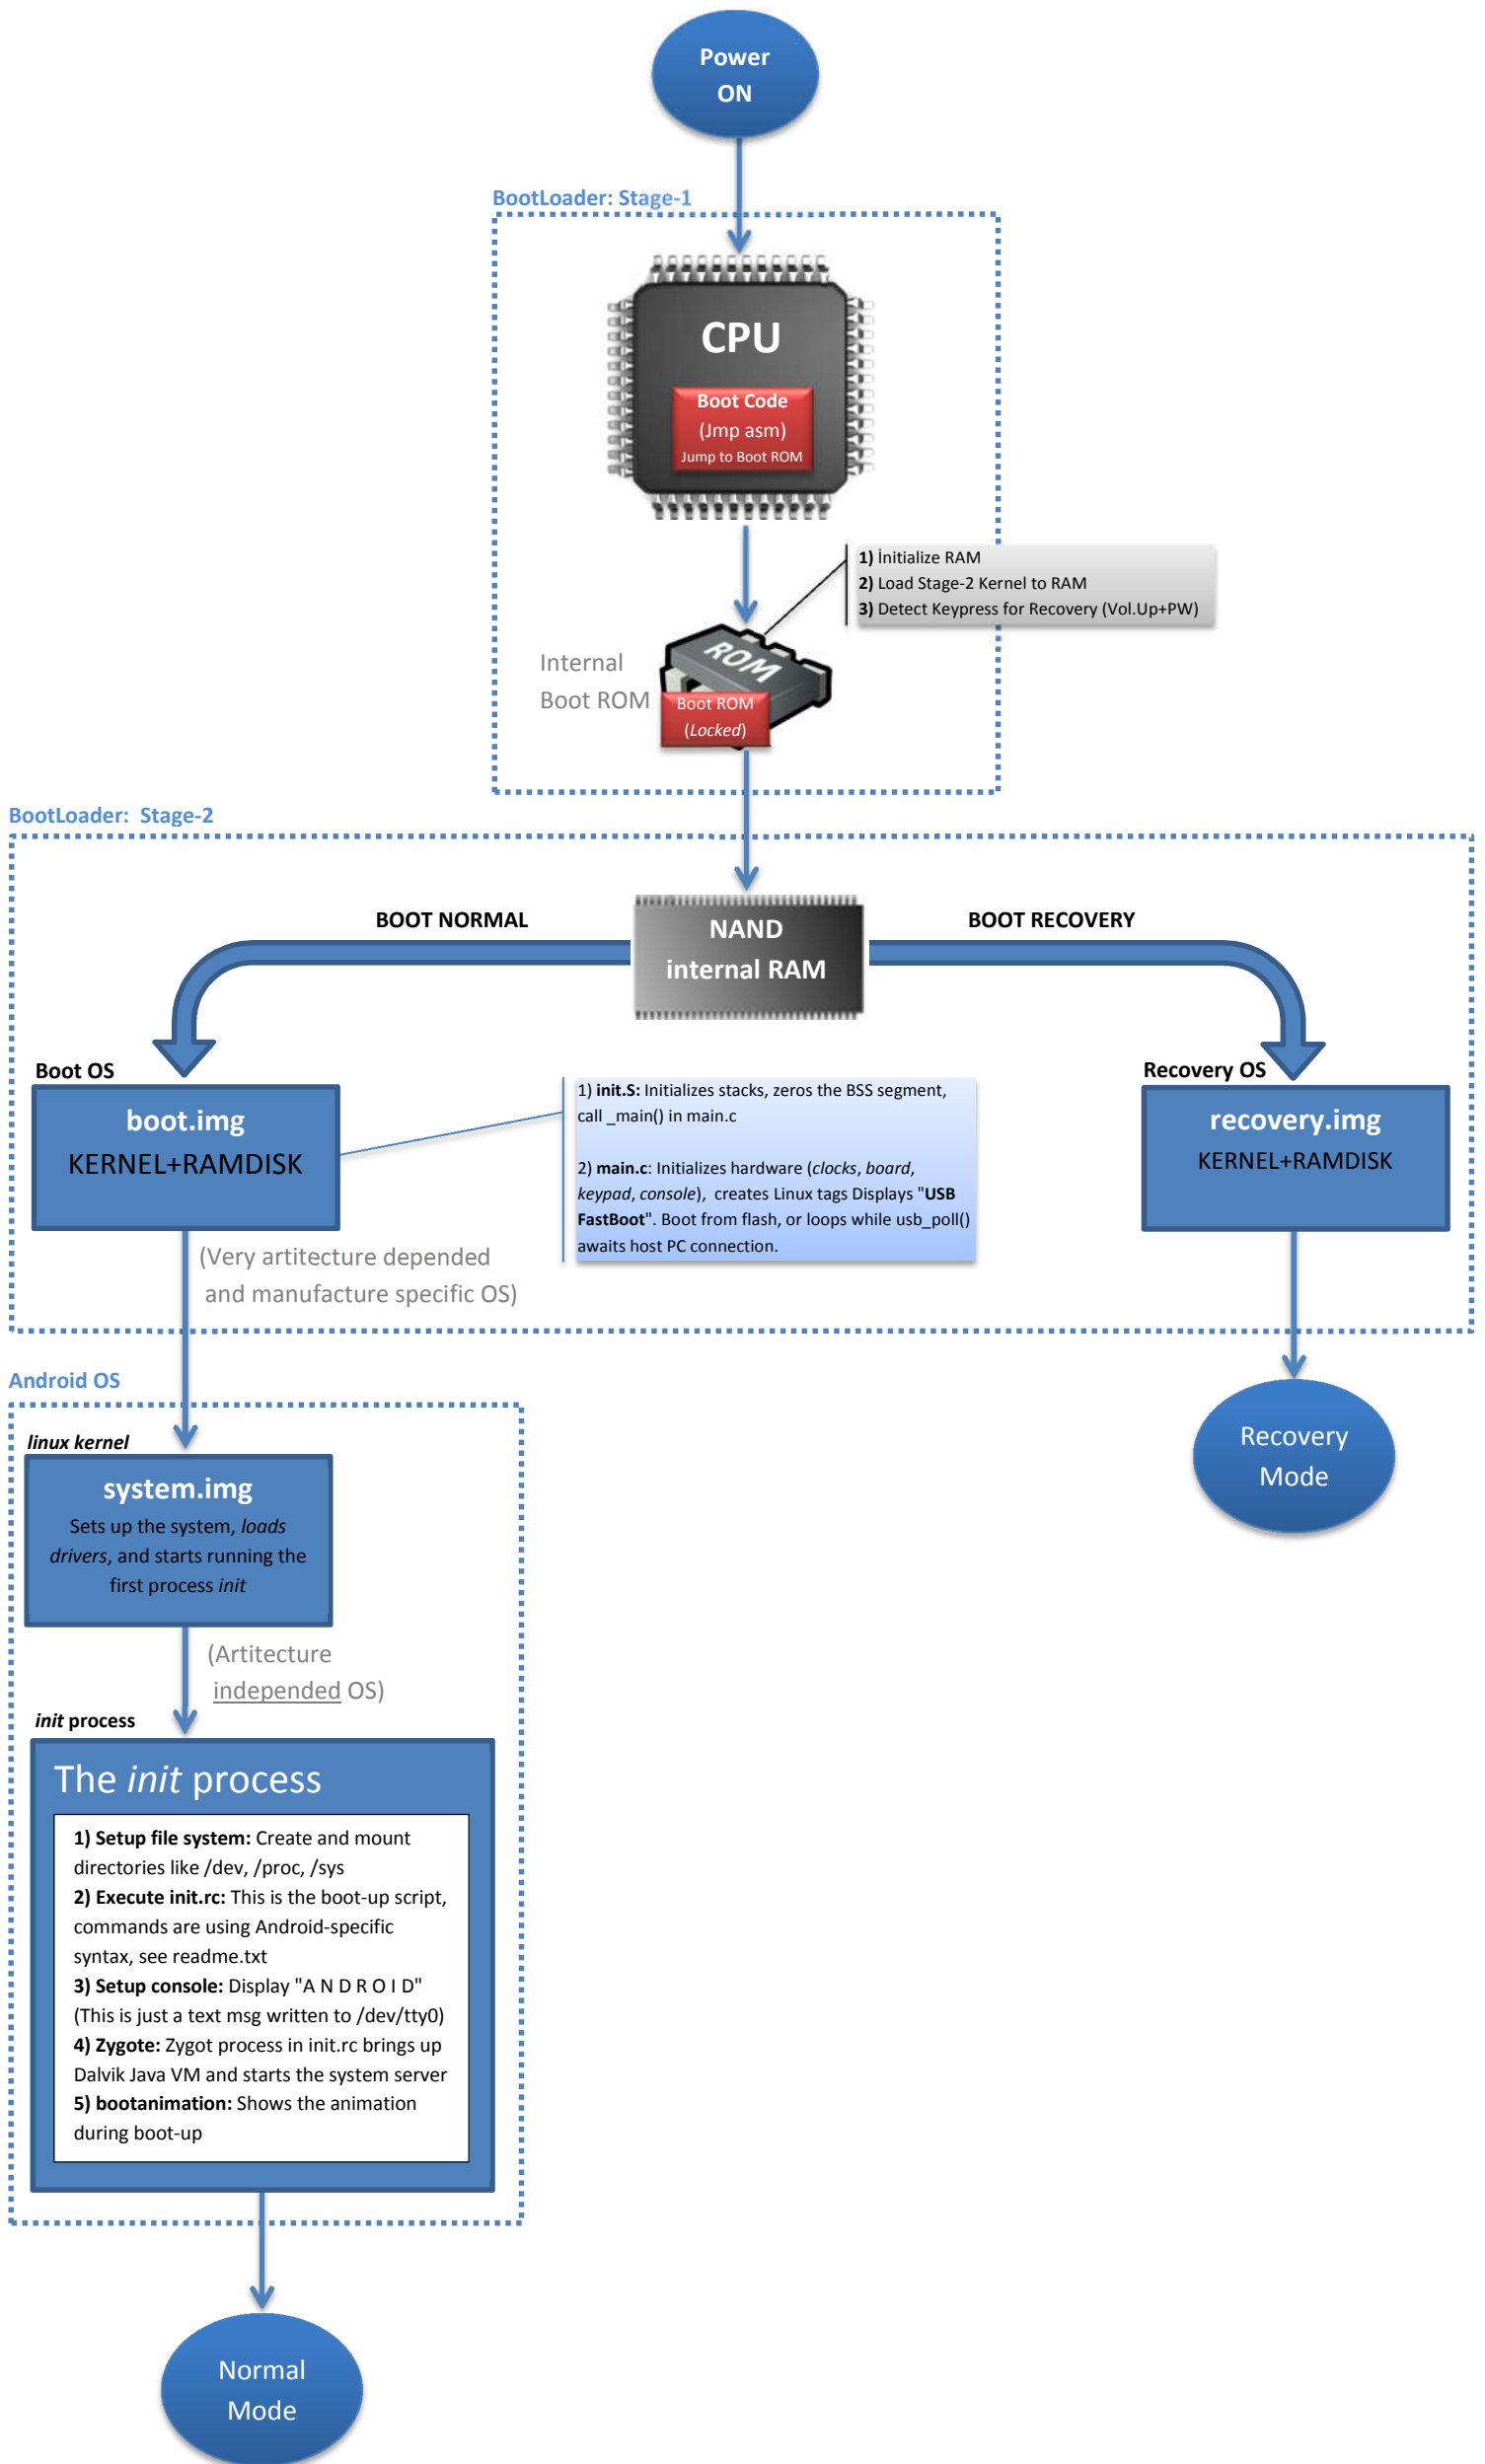 Power
ON
BootLoader: Stage-1
CPU
Boot Code
(Jmp asm)
Jump to Boot ROM
1) İnitialize RAM
2) Load Stage-2 Kernel to RAM
3) Detect Keypress for Recovery (Vol.Up+PW)
Internal
Boot ROM
ROM
Boot ROM
(Locked)
BootLoader: Stage-2
BOOT NORMAL
NAND
internal RAM
BOOT RECOVERY
Boot OS
boot.img
KERNEL+RAMDISK
1) init.S: Initializes stacks, zeros the BSS segment,
call _main() in main.c
2) main.c: Initializes hardware (clocks, board,
keypad, console), creates Linux tags Displays "USB
FastBoot". Boot from flash, or loops while usb_poll()
awaits host PC connection.
Recovery OS
recovery.img
KERNEL+RAMDISK
(Very artitecture depended
and manufacture specific OS)
Recovery
Mode
Android OS
linux kernel
system.img
Sets up the system, loads
drivers, and starts running the
first process init
(Artitecture
independed OS)
init process
The init process
1) Setup file system: Create and mount
directories like /dev, /proc, /sys
2) Execute init.rc: This is the boot-up script,
commands are using Android-specific
syntax, see readme.txt
3) Setup console: Display "A N D R O I D"
(This is just a text msg written to /dev/tty0)
4) Zygote: Zygot process in init.rc brings up
Dalvik Java VM and starts the system server
5) bootanimation: Shows the animation
during boot-up
Normal
Mode